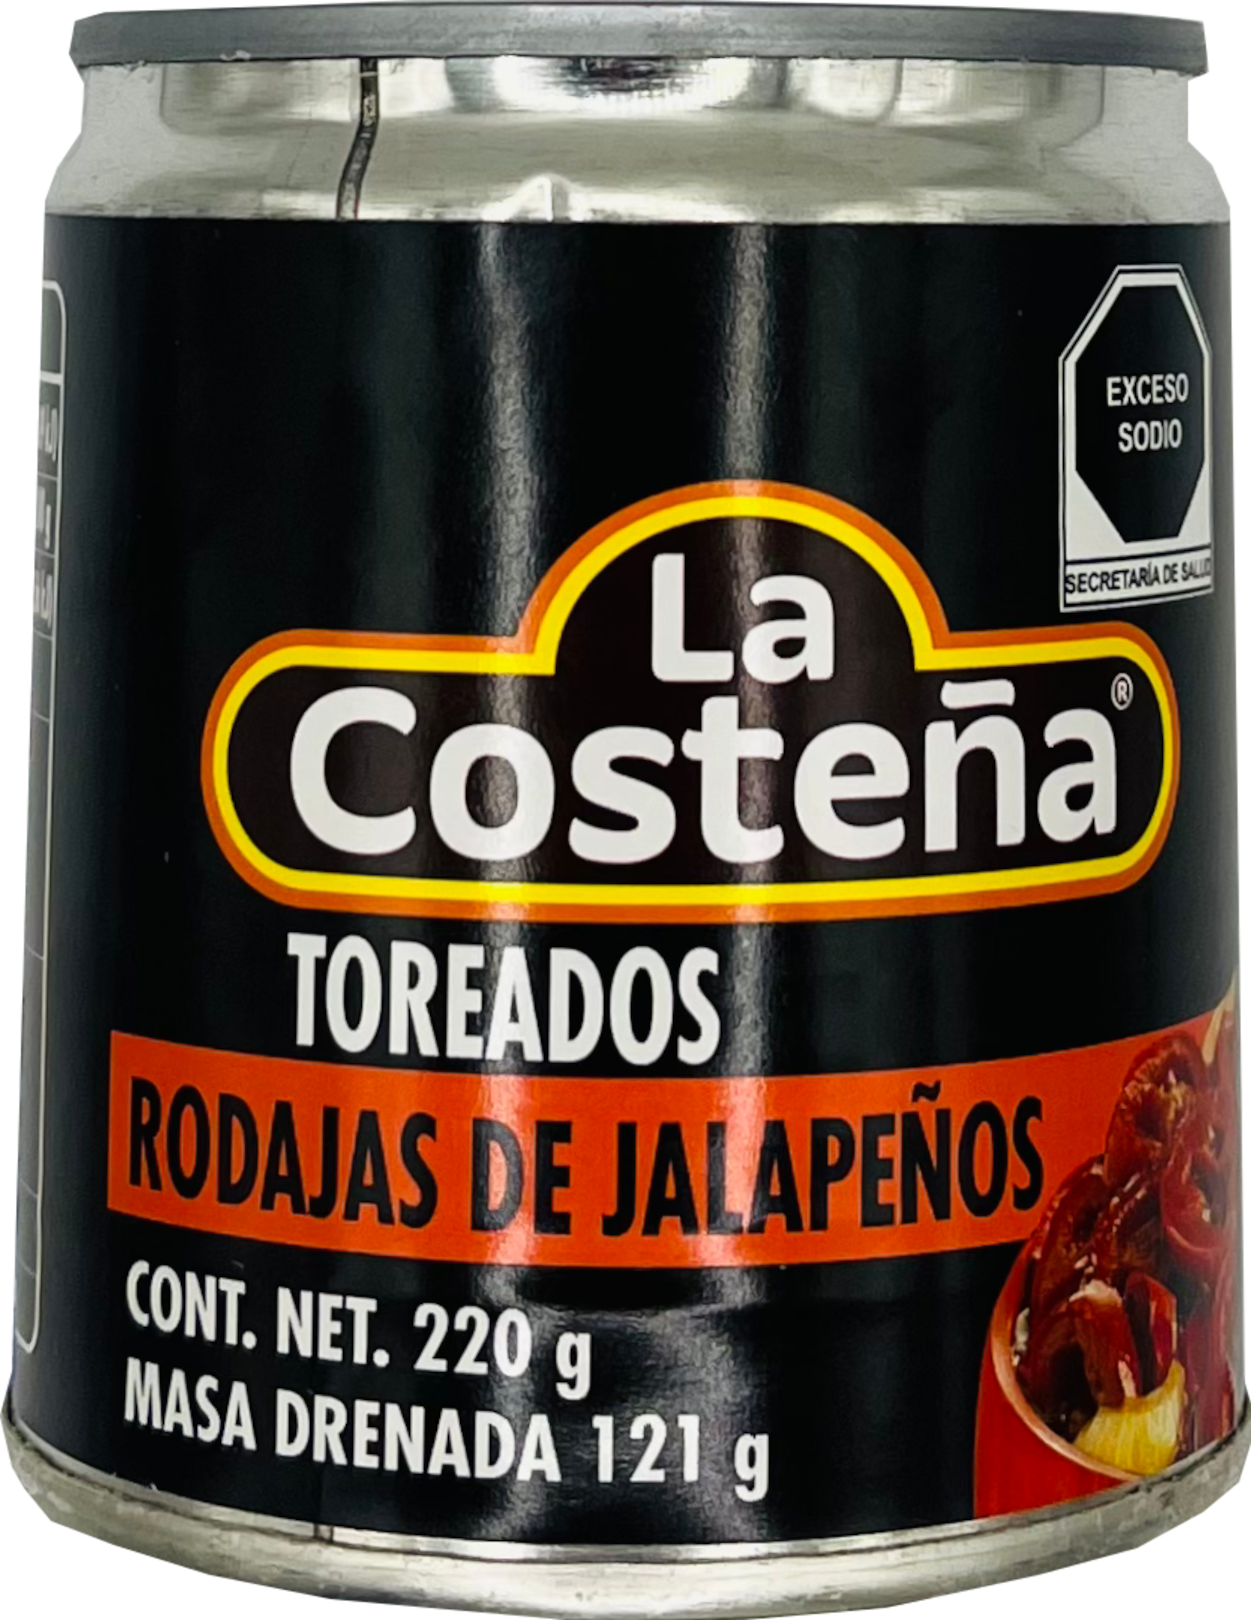 EXCESO
SODIO
SECRETARÍA DE SALUD
La
Costeña®
TOREADOS
RODAJAS DE JALAPEÑOS
CONT. NET. 220 g
MASA DRENADA 121 g